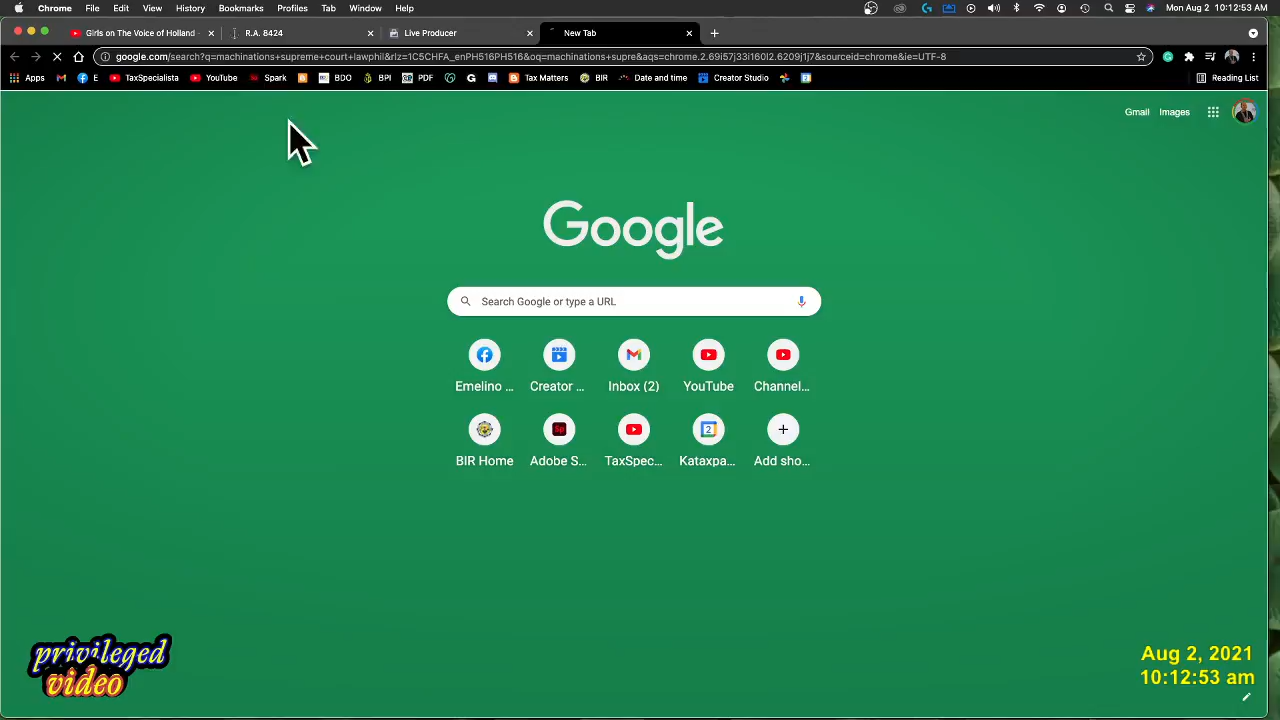 Chrome File Edit View History Bookmarks Profiles Tab Window Help Mon Aug 2 10:12:53 AM
Girls on The Voice of Holland R.A. 8424 Live Producer New Tab
google.com/search?q=machinations+supreme+court+lawphil&rlz=1C5CHFA_enPH516PH516&oq=machinations+supre&aqs=chrome.2.69i57j33i160l2.6209j1j7&sourceid=chrome&ie=UTF-8
Apps E TaxSpecialista YouTube Spark BDO BPI PDF Tax Matters BIR Date and time Creator Studio Reading List
Gmail Images
Google
Search Google or type a URL
Emelino ... Creator ... Inbox (2) YouTube Channel...
2
BIR Home Adobe S... TaxSpec... Kataxpa... Add sho...
privileged
video
Aug 2, 2021
10:12:53 am